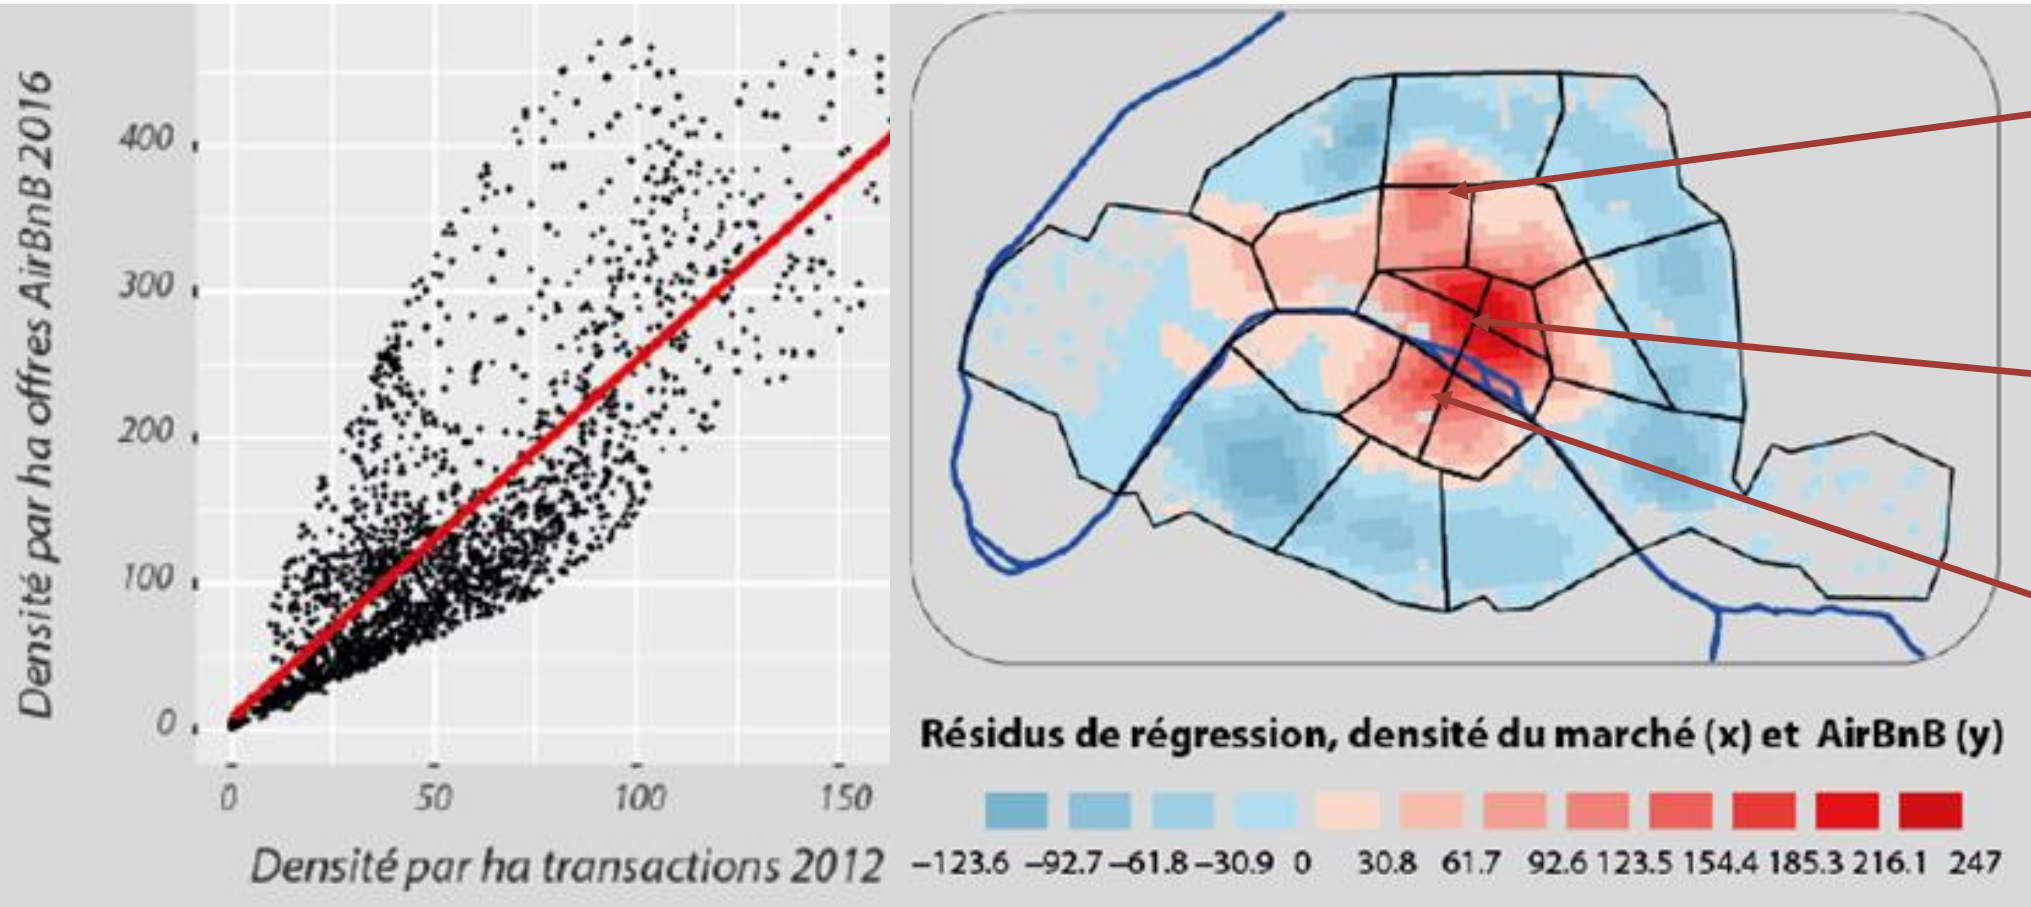 Densité par ha offres AirBnB 2016
400
300
200
100
0
0 50 100 150
Densité par ha transactions 2012
Résidus de régression, densité du marché (x) et AirBnB (y)
−123.6 −92.7 −61.8 −30.9 0 30.8 61.7 92.6 123.5 154.4 185.3 216.1 247